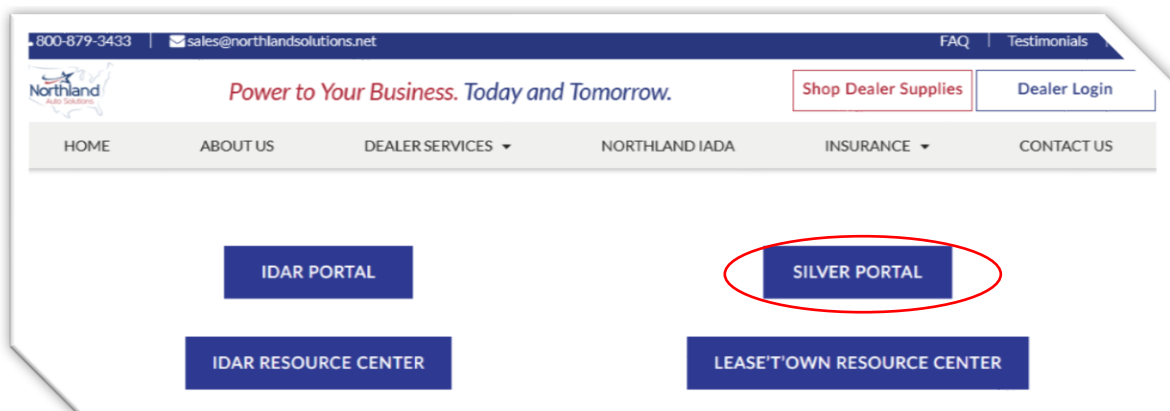 800-879-3433 sales@northlandsolutions.net FAQ Testimonials
Northland
Auto Solutions
Power to Your Business. Today and Tomorrow.
Shop Dealer Supplies Dealer Login
HOME ABOUT US DEALER SERVICES NORTHLAND IADA INSURANCE CONTACT US
IDAR PORTAL SILVER PORTAL
IDAR RESOURCE CENTER LEASE'T'OWN RESOURCE CENTER